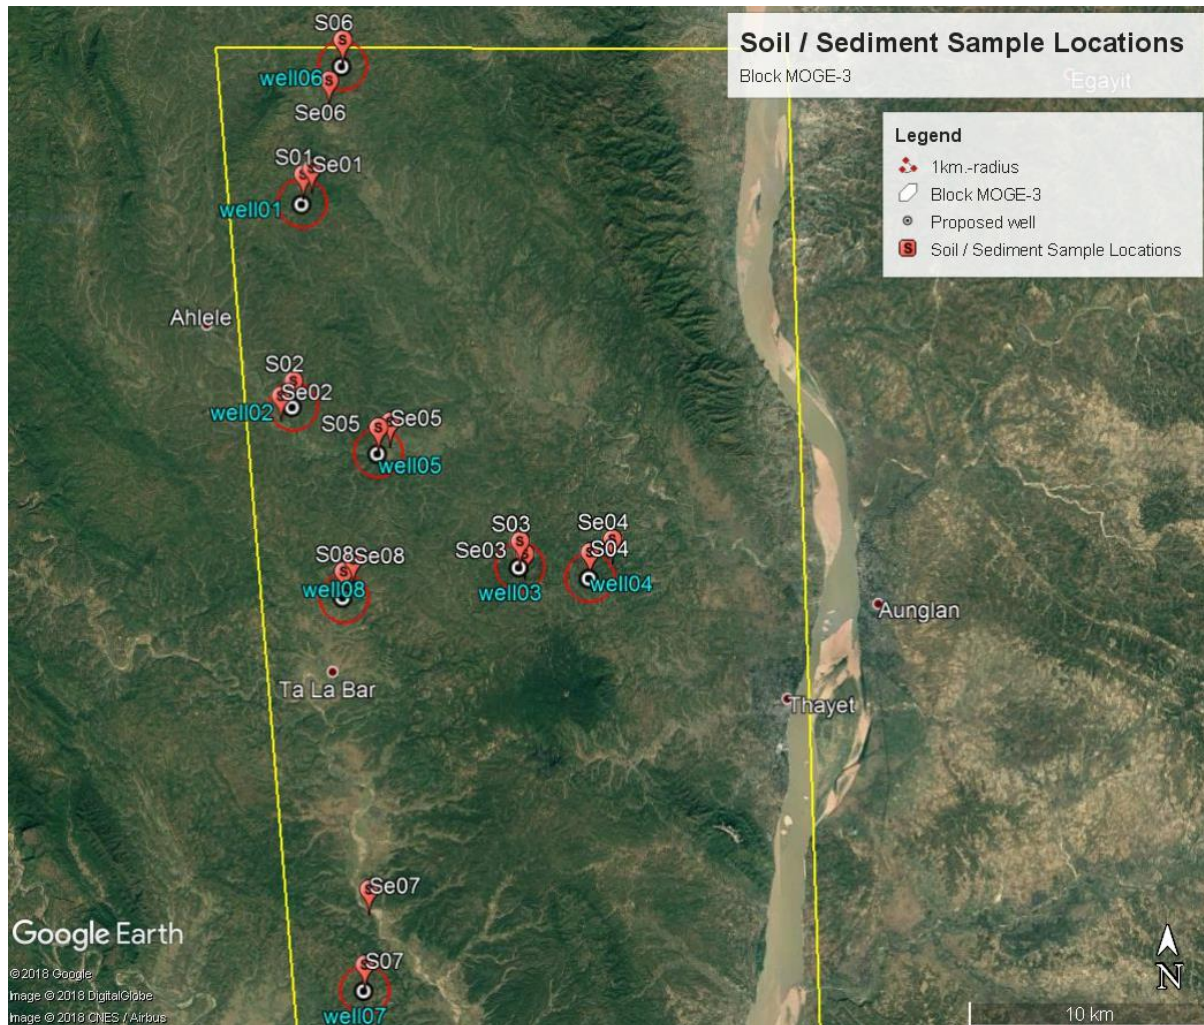 Soil / Sediment Sample Locations
Block MOGE-3
Egayit
Legend
1km.-radius
Block MOGE-3
Proposed well
S Soil / Sediment Sample Locations
S06
S
well06
S
Se06
S01
Se01
S
well01
Ahlele
S02
S
Se02
well02
S05
S
Se05
well05
S03
S
Se03
well03
Se04
S
S04
S
well04
S08
Se08
S
well08
Aunglan
Ta La Bar
Thayet
Se07
S
S07
S
well07
Google Earth
©2018 Google
Image © 2018 DigitalGlobe
Image © 2018 CNES / Airbus
N
10 km